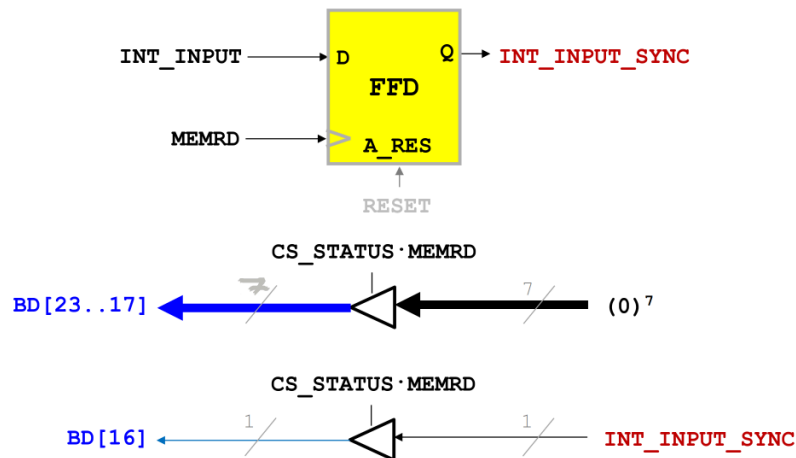 INT_INPUT D Q INT_INPUT_SYNC
FFD
MEMRD A_RES
RESET
CS_STATUS·MEMRD
BD[23..17] 7 7 (0)⁷
CS_STATUS·MEMRD
BD[16] 1 1 INT_INPUT_SYNC